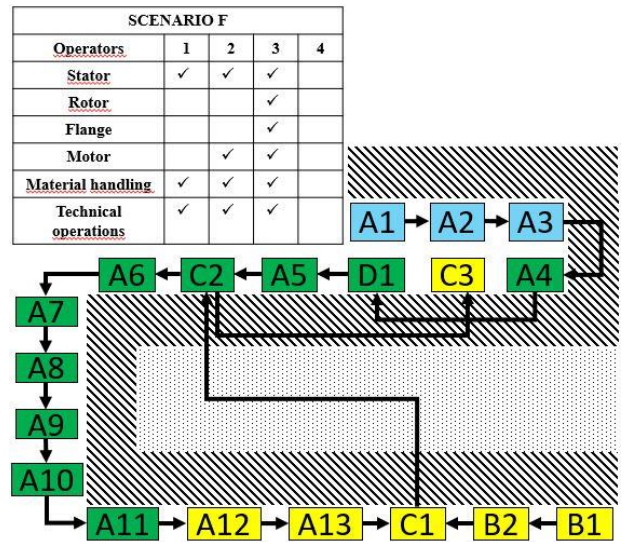 SCENARIO F
Operators 1 2 3 4
Stator ✓ ✓ ✓
Rotor ✓
Flange ✓
Motor ✓ ✓
Material handling ✓ ✓ ✓
Technical ✓ ✓ ✓
operations
A1 A2 A3
A6 C2 A5 D1 C3 A4
A7
A8
A9
A10
A11 A12 A13 C1 B2 B1